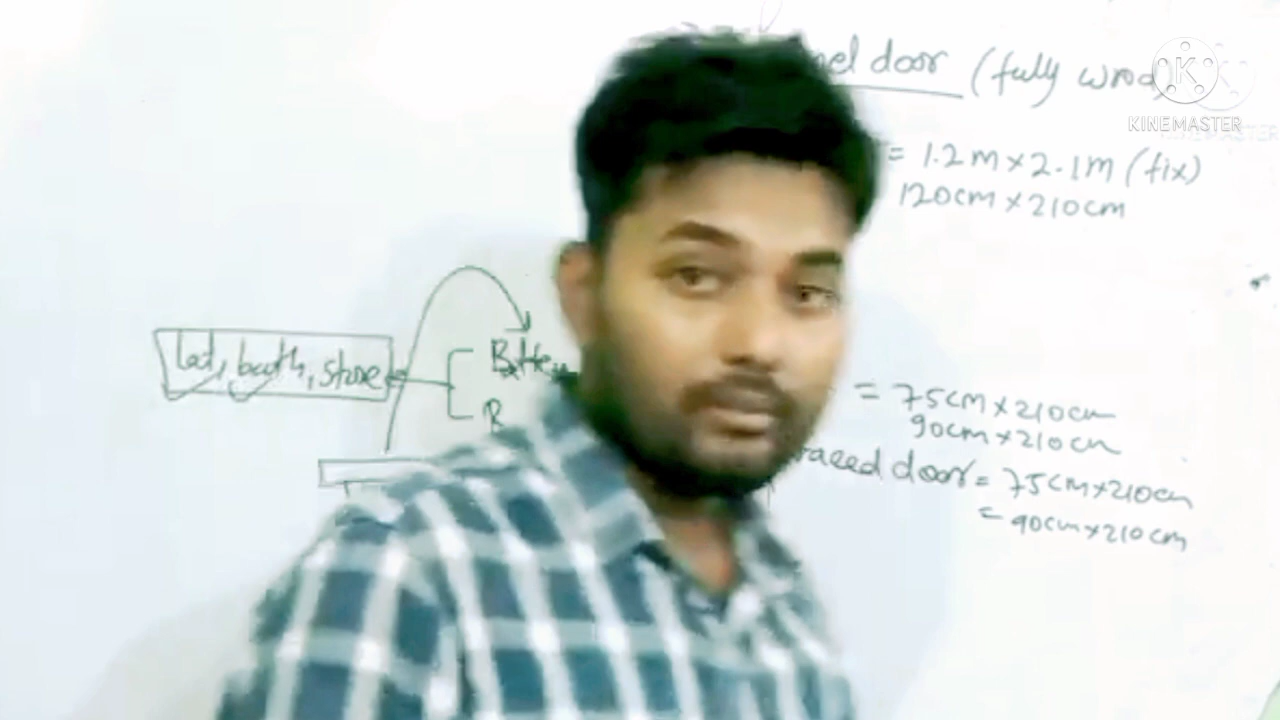 door (fully wood)
KINEMASTER
= 1.2m x 2.1m (fix)
120cm x 210cm
lat, bath, store
= 75cm x 210cm
90cm x 210cm
door = 75cm x 210cm
= 90cm x 210cm